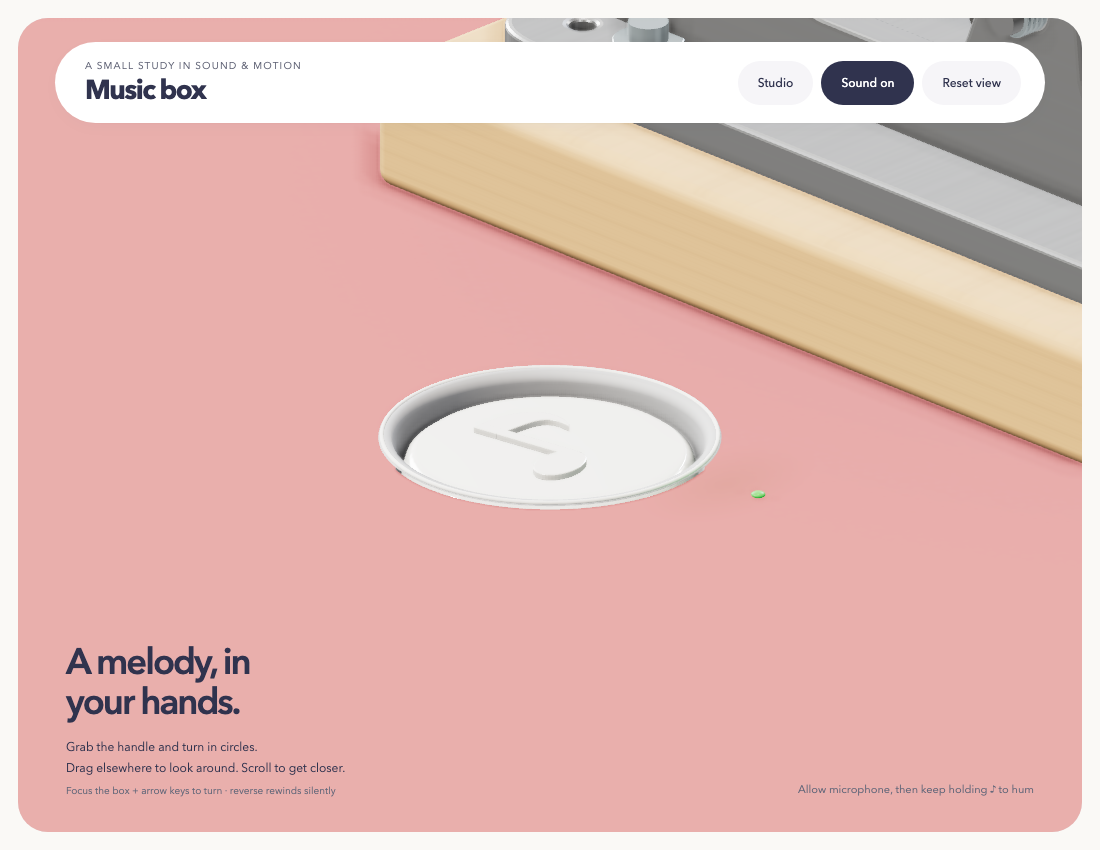 A SMALL STUDY IN SOUND & MOTION
Music box
Studio
Sound on
Reset view
A melody, in
your hands.
Grab the handle and turn in circles.
Drag elsewhere to look around. Scroll to get closer.
Focus the box + arrow keys to turn · reverse rewinds silently
Allow microphone, then keep holding ♪ to hum